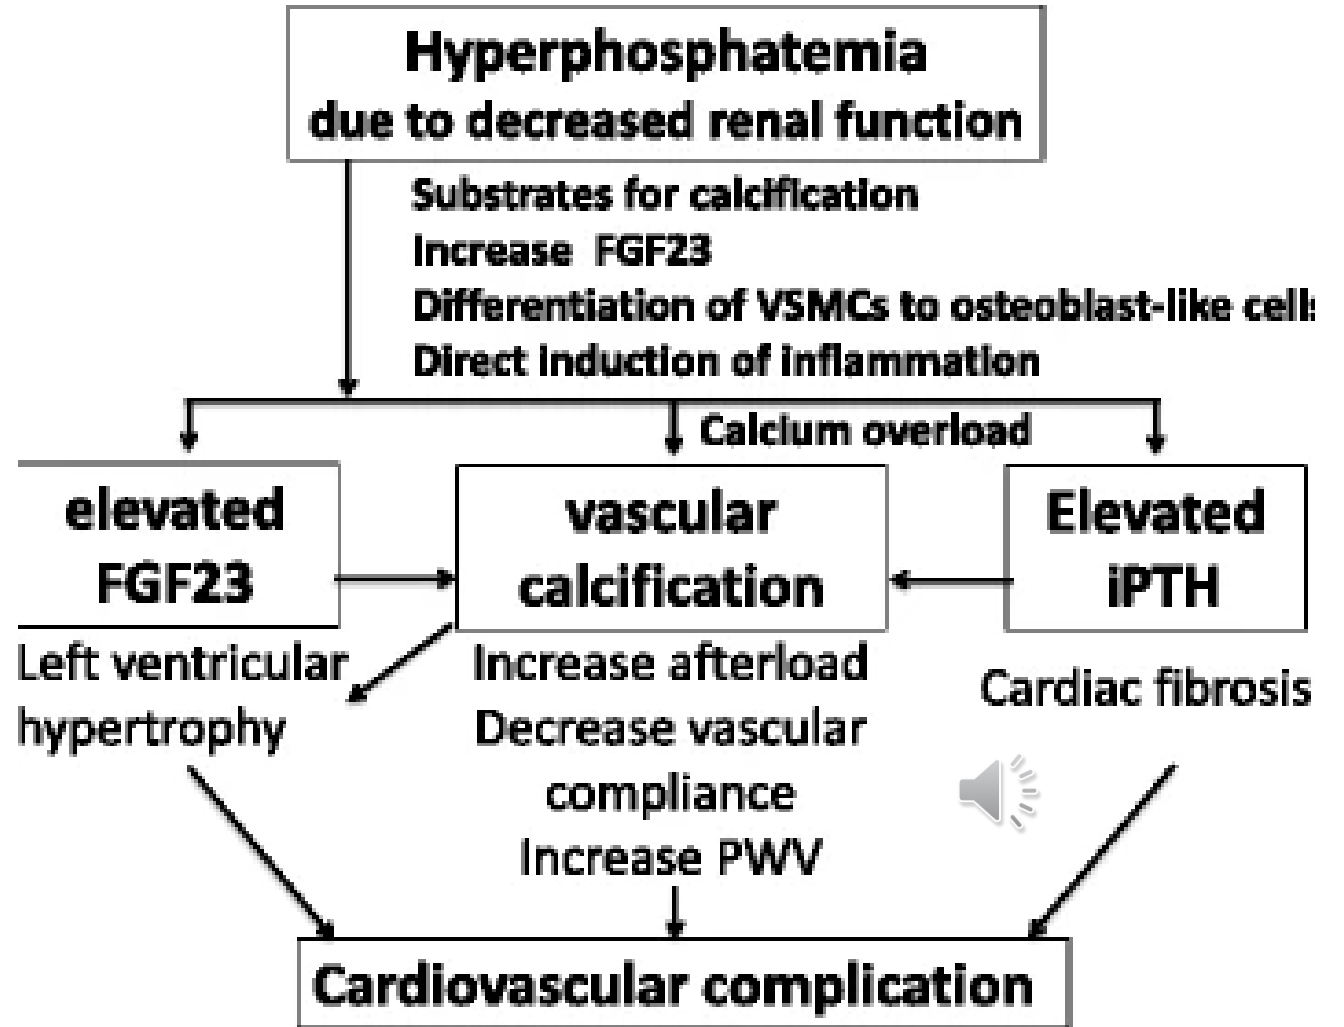 Hyperphosphatemia
due to decreased renal function
Substrates for calcification
Increase FGF23
Differentiation of VSMCs to osteoblast-like cells
Direct induction of inflammation
Calcium overload
elevated
FGF23
vascular
calcification
Elevated
iPTH
Left ventricular
hypertrophy
Increase afterload
Decrease vascular
compliance
Increase PWV
Cardiac fibrosis
Cardiovascular complication